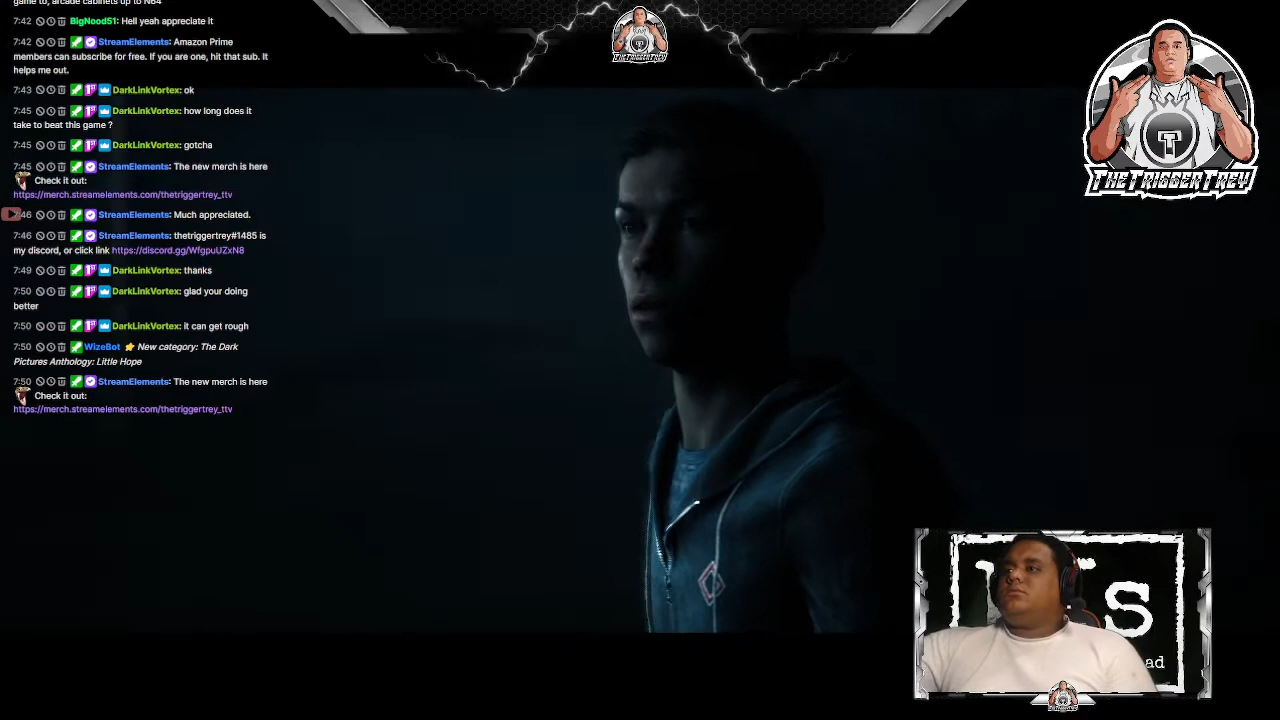 game to, arcade cabinets up to N64
7:42 BigNood51: Hell yeah appreciate it
7:42 StreamElements: Amazon Prime
members can subscribe for free. If you are one, hit that sub. It
helps me out.
7:43 DarkLinkVortex: ok
7:45 DarkLinkVortex: how long does it
take to beat this game ?
7:45 DarkLinkVortex: gotcha
7:45 StreamElements: The new merch is here
Check it out:
https://merch.streamelements.com/thetriggertrey_ttv
46 StreamElements: Much appreciated.
7:46 StreamElements: thetriggertrey#1485 is
my discord, or click link https://discord.gg/WfgpuUZxN8
7:49 DarkLinkVortex: thanks
7:50 DarkLinkVortex: glad your doing
better
7:50 DarkLinkVortex: it can get rough
7:50 WizeBot New category: The Dark
Pictures Anthology: Little Hope
7:50 StreamElements: The new merch is here
Check it out:
https://merch.streamelements.com/thetriggertrey_ttv
THETRIGGERTREY
T
THETRIGGERTREY
s
ad